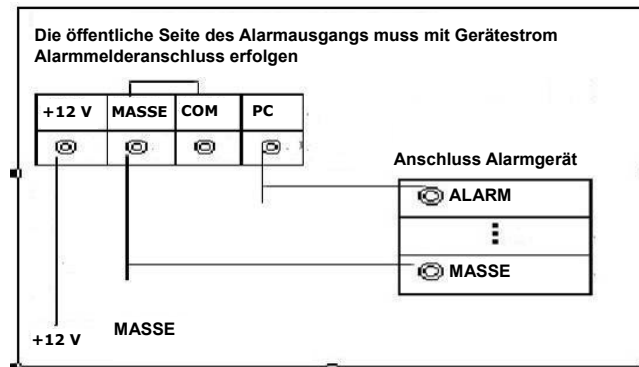 Die öffentliche Seite des Alarmausgangs muss mit Gerätestrom
Alarmmelderanschluss erfolgen
+12 V MASSE COM PC
Anschluss Alarmgerät
ALARM
MASSE
+12 V MASSE